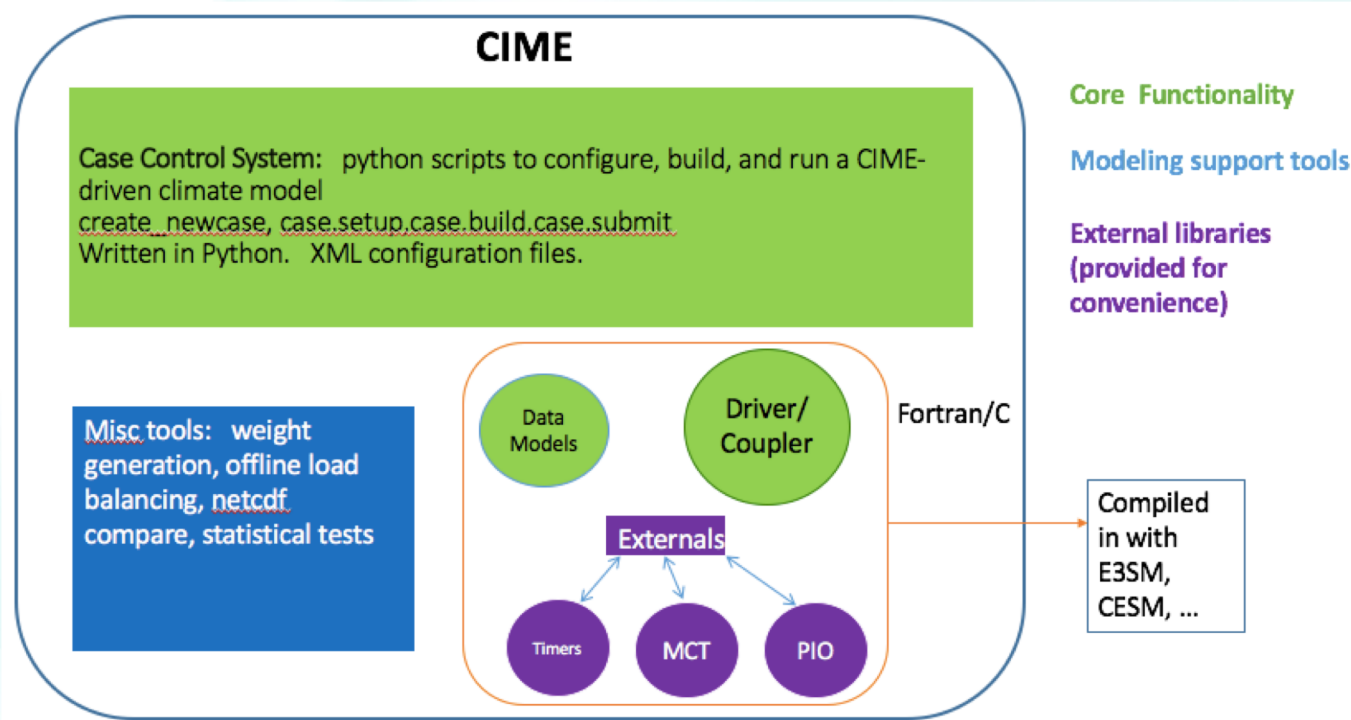 CIME
Case Control System: python scripts to configure, build, and run a CIME-
driven climate model
create_newcase, case.setup,case.build,case.submit
Written in Python. XML configuration files.
Core Functionality
Modeling support tools
External libraries
(provided for
convenience)
Misc tools: weight
generation, offline load
balancing, netcdf
compare, statistical tests
Data
Models
Driver/
Coupler
Fortran/C
Externals
Timers
MCT
PIO
Compiled
in with
E3SM,
CESM, ...